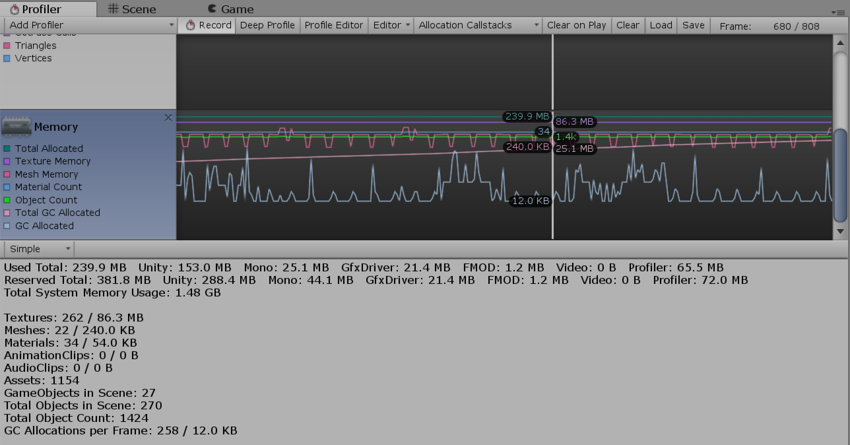 Profiler
Scene
Game
Add Profiler
Record
Deep Profile
Profile Editor
Editor
Allocation Callstacks
Clear on Play
Clear
Load
Save
Frame: 680 / 808
Triangles
Vertices
Memory
Total Allocated
Texture Memory
Mesh Memory
Material Count
Object Count
Total GC Allocated
GC Allocated
239.9 MB
86.3 MB
34
1.4k
240.0 KB
25.1 MB
12.0 KB
Simple
Used Total: 239.9 MB Unity: 153.0 MB Mono: 25.1 MB GfxDriver: 21.4 MB FMOD: 1.2 MB Video: 0 B Profiler: 65.5 MB
Reserved Total: 381.8 MB Unity: 288.4 MB Mono: 44.1 MB GfxDriver: 21.4 MB FMOD: 1.2 MB Video: 0 B Profiler: 72.0 MB
Total System Memory Usage: 1.48 GB
Textures: 262 / 86.3 MB
Meshes: 22 / 240.0 KB
Materials: 34 / 54.0 KB
AnimationClips: 0 / 0 B
AudioClips: 0 / 0 B
Assets: 1154
GameObjects in Scene: 27
Total Objects in Scene: 270
Total Object Count: 1424
GC Allocations per Frame: 258 / 12.0 KB